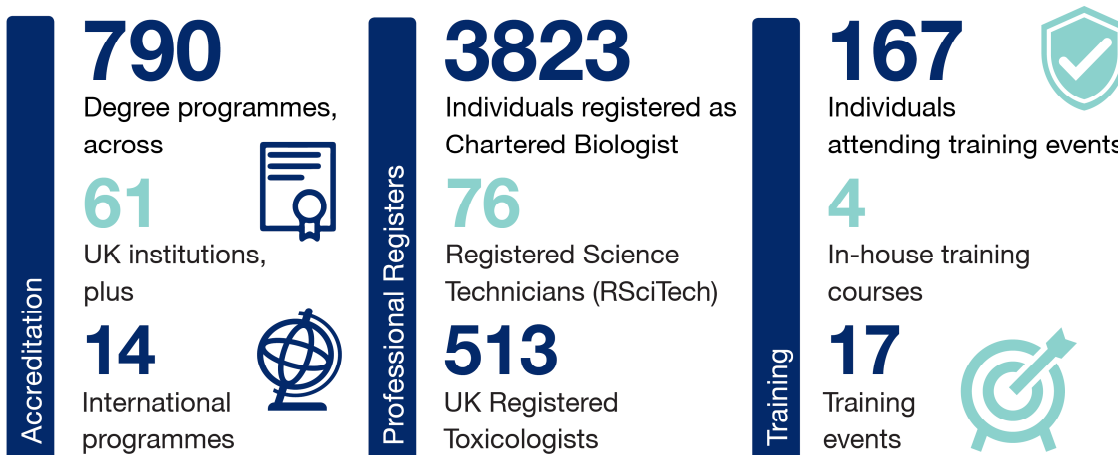 Accreditation
790
Degree programmes,
across
61
UK institutions,
plus
14
International
programmes
Professional Registers
3823
Individuals registered as
Chartered Biologist
76
Registered Science
Technicians (RSciTech)
513
UK Registered
Toxicologists
Training
167
Individuals
attending training events
4
In-house training
courses
17
Training
events